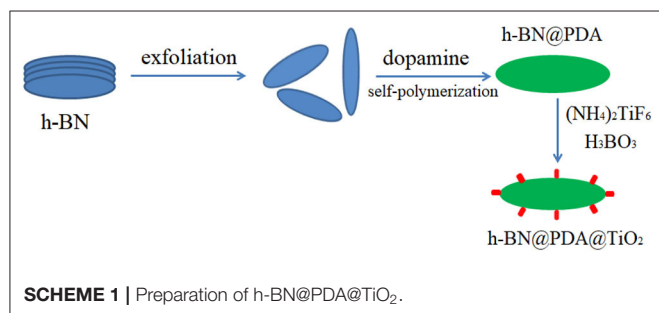 h-BN
exfoliation
dopamine
self-polymerization
h-BN@PDA
(NH₄)₂TiF₆
H₃BO₃
h-BN@PDA@TiO₂
SCHEME 1 | Preparation of h-BN@PDA@TiO₂.